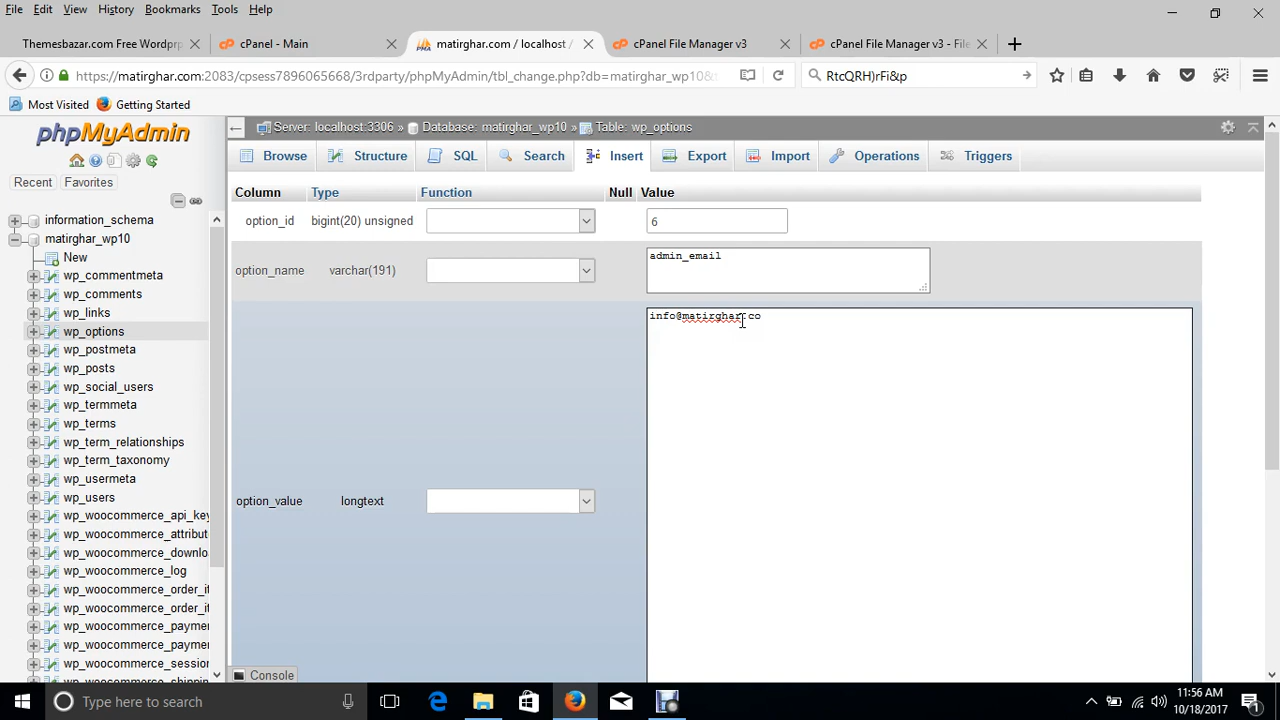 File Edit View History Bookmarks Tools Help
Themesbazar.com Free Wordpr
cPanel - Main
matirghar.com / localhost /
cPanel File Manager v3
cPanel File Manager v3 - File
https://matirghar.com:2083/cpsess7896065668/3rdparty/phpMyAdmin/tbl_change.php?db=matirghar_wp10&
RtcQRH)rFi&p
Most Visited Getting Started
phpMyAdmin
Server: localhost:3306 » Database: matirghar_wp10 » Table: wp_options
Browse Structure SQL Search Insert Export Import Operations Triggers
Recent Favorites
Column Type Function Null Value
information_schema
matirghar_wp10
New
wp_commentmeta
wp_comments
wp_links
wp_options
wp_postmeta
wp_posts
wp_social_users
wp_termmeta
wp_terms
wp_term_relationships
wp_term_taxonomy
wp_usermeta
wp_users
wp_woocommerce_api_key
wp_woocommerce_attribut
wp_woocommerce_downlo
wp_woocommerce_log
wp_woocommerce_order_it
wp_woocommerce_order_it
wp_woocommerce_paymer
wp_woocommerce_paymer
wp_woocommerce_session
option_id bigint(20) unsigned 6
option_name varchar(191) admin_email
option_value longtext info@matirghar.co
Console
Type here to search
11:56 AM
10/18/2017
1